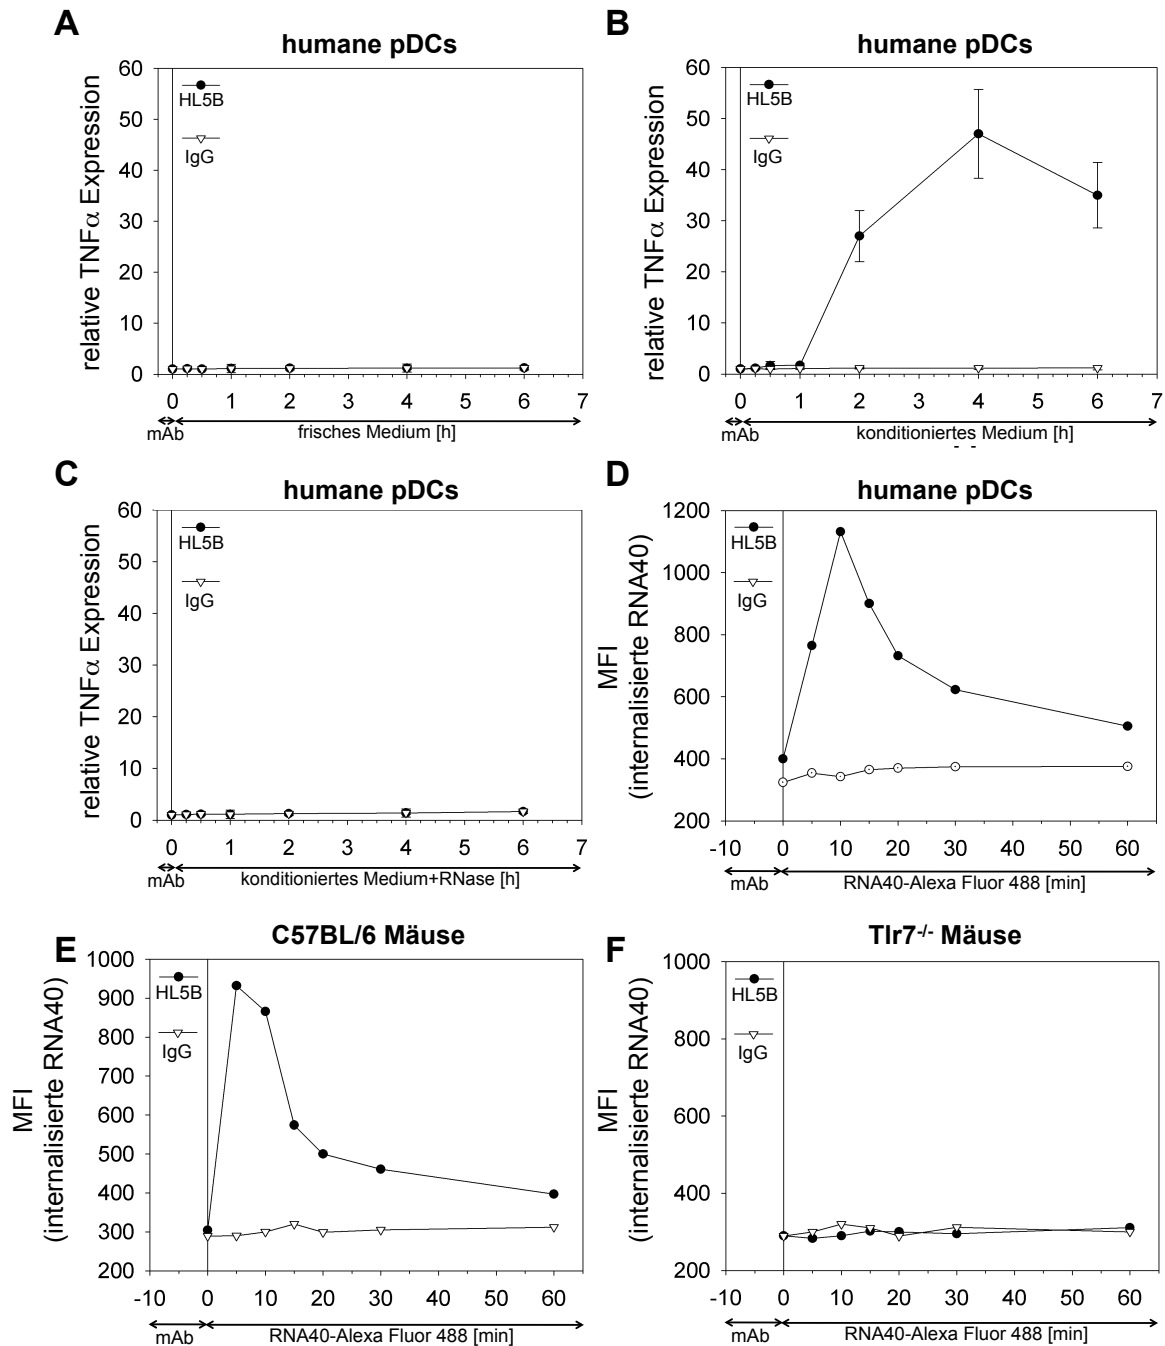 A
humane pDCs
relative TNFα Expression
60
50
40
30
20
10
0
HL5B
IgG
0 1 2 4 6 7
mAb
frisches Medium [h]
B
humane pDCs
relative TNFα Expression
60
50
40
30
20
10
0
HL5B
IgG
0 1 2 3 4 5 6 7
mAb
konditioniertes Medium [h]
C
humane pDCs
relative TNFα Expression
60
50
40
30
20
10
0
HL5B
IgG
0 1 2 4 6 7
mAb
konditioniertes Medium+RNase [h]
D
humane pDCs
MFI
(internalisierte RNA40)
1200
1000
800
600
400
200
HL5B
IgG
-10 0 10 20 30 40 50 60
mAb
RNA40-Alexa Fluor 488 [min]
E
C57BL/6 Mäuse
MFI
(internalisierte RNA40)
1000
900
800
700
600
500
400
300
200
HL5B
IgG
-10 0 10 20 30 40 50 60
mAb
RNA40-Alexa Fluor 488 [min]
F
Tlr7-/- Mäuse
MFI
(internalisierte RNA40)
1000
800
600
400
200
HL5B
IgG
-10 0 10 20 30 40 50 60
mAb
RNA40-Alexa Fluor 488 [min]